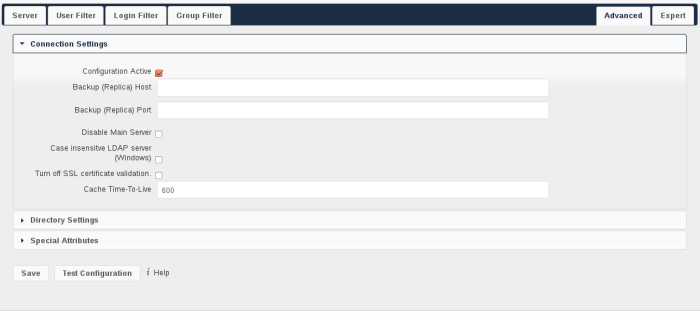 Server User Filter Login Filter Group Filter Advanced Expert
Connection Settings
Configuration Active
Backup (Replica) Host
Backup (Replica) Port
Disable Main Server
Case insensitve LDAP server
(Windows)
Turn off SSL certificate validation.
Cache Time-To-Live 600
Directory Settings
Special Attributes
Save Test Configuration i Help